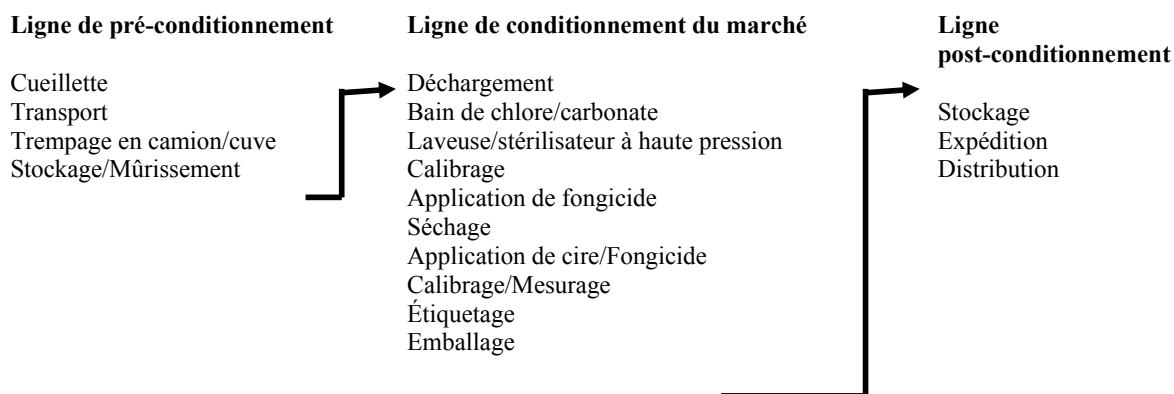 Ligne de pré-conditionnement
Cueillette
Transport
Trempage en camion/cuve
Stockage/Mûrissement
Ligne de conditionnement du marché
Déchargement
Bain de chlore/carbonate
Laveuse/stérilisateur à haute pression
Calibrage
Application de fongicide
Séchage
Application de cire/Fongicide
Calibrage/Mesurage
Étiquetage
Emballage
Ligne
post-conditionnement
Stockage
Expédition
Distribution